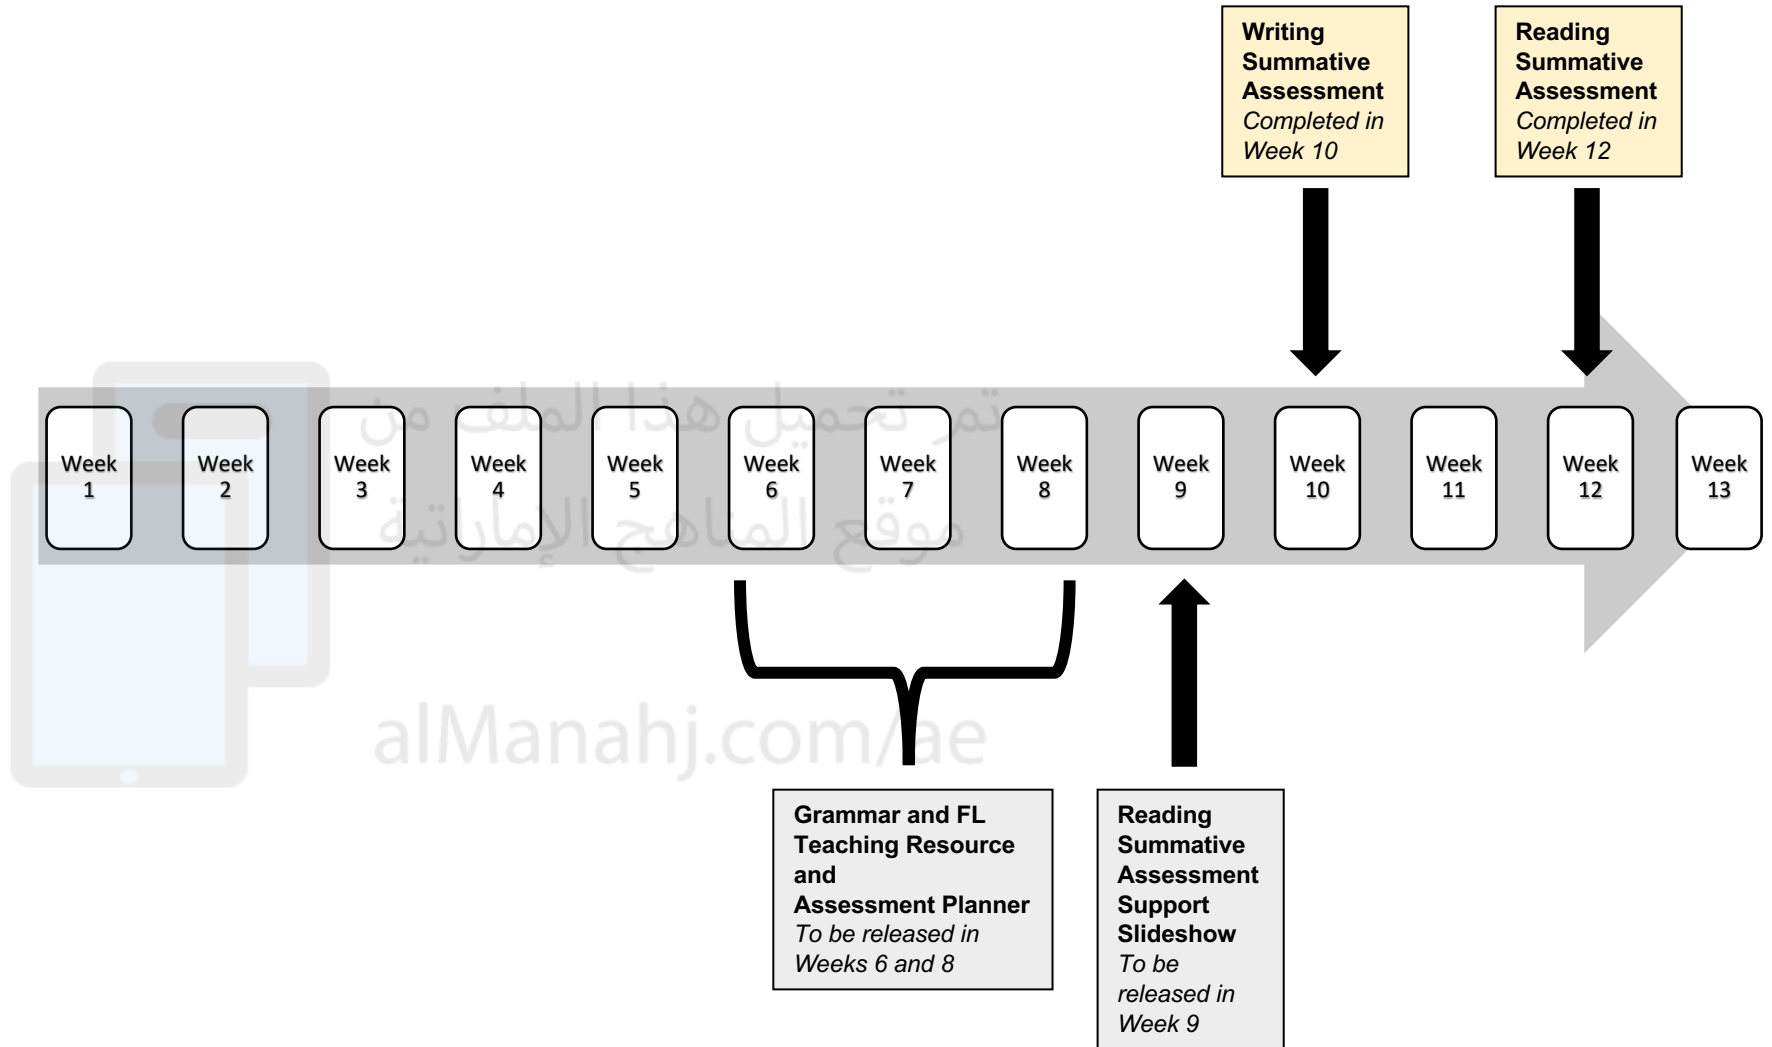 Writing
Summative
Assessment
Completed in
Week 10
Reading
Summative
Assessment
Completed in
Week 12
تم تحميل هذا الملف من
موقع المناهج الإماراتية
alManahj.com/ae
Week
1
Week
2
Week
3
Week
4
Week
5
Week
6
Week
7
Week
8
Week
9
Week
10
Week
11
Week
12
Week
13
Grammar and FL
Teaching Resource
and
Assessment Planner
To be released in
Weeks 6 and 8
Reading
Summative
Assessment
Support
Slideshow
To be
released in
Week 9